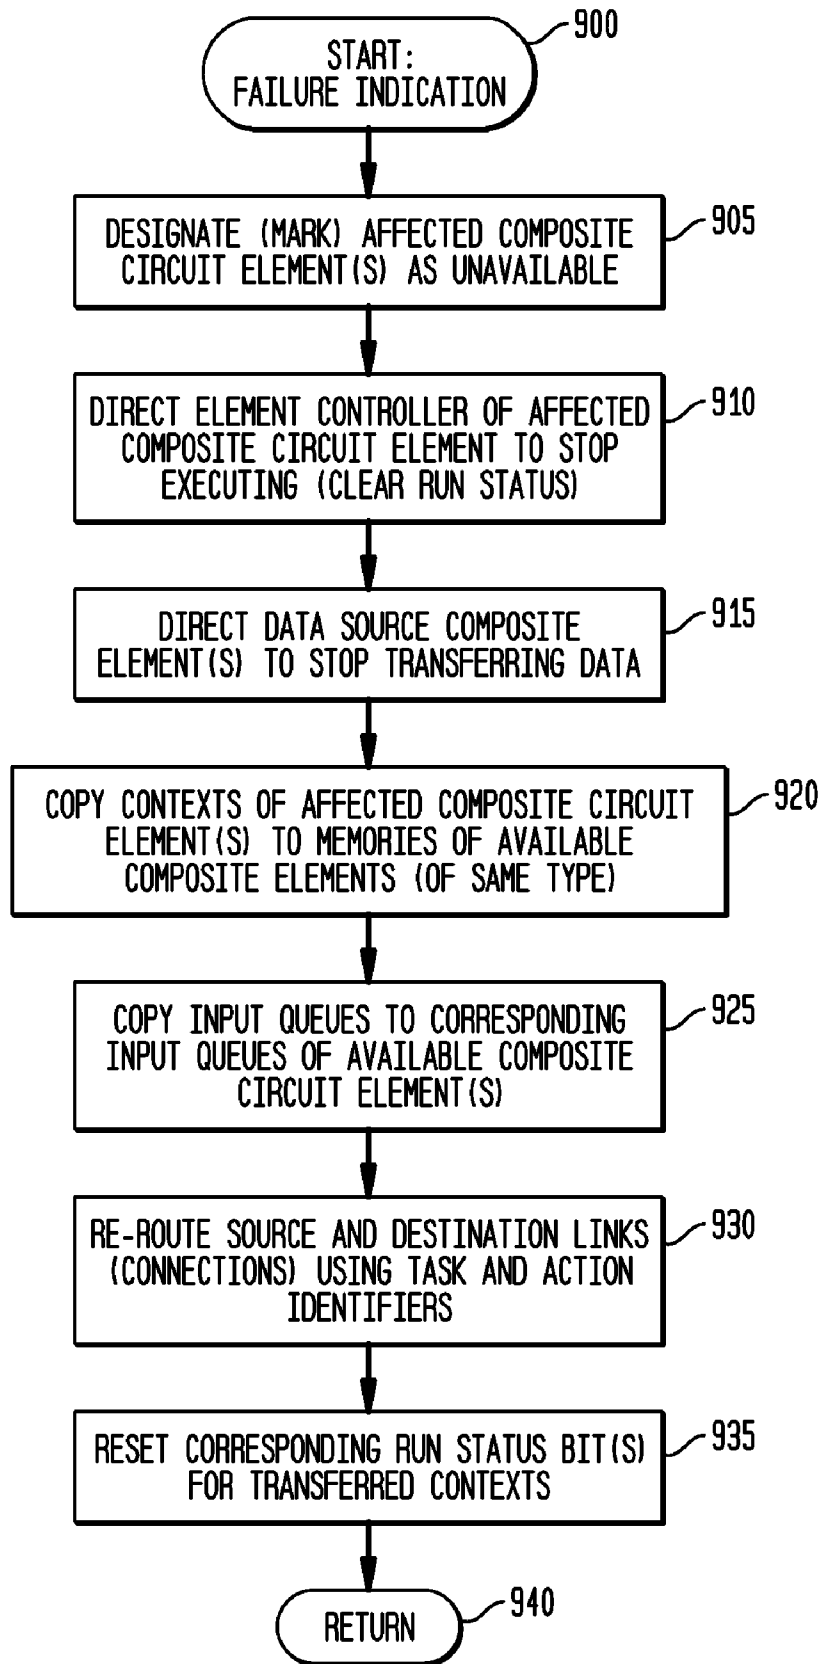 900
START:
FAILURE INDICATION
905
DESIGNATE (MARK) AFFECTED COMPOSITE
CIRCUIT ELEMENT(S) AS UNAVAILABLE
910
DIRECT ELEMENT CONTROLLER OF AFFECTED
COMPOSITE CIRCUIT ELEMENT TO STOP
EXECUTING (CLEAR RUN STATUS)
915
DIRECT DATA SOURCE COMPOSITE
ELEMENT(S) TO STOP TRANSFERRING DATA
920
COPY CONTEXTS OF AFFECTED COMPOSITE CIRCUIT
ELEMENT(S) TO MEMORIES OF AVAILABLE
COMPOSITE ELEMENTS (OF SAME TYPE)
925
COPY INPUT QUEUES TO CORRESPONDING
INPUT QUEUES OF AVAILABLE COMPOSITE
CIRCUIT ELEMENT(S)
930
RE-ROUTE SOURCE AND DESTINATION LINKS
(CONNECTIONS) USING TASK AND ACTION
IDENTIFIERS
935
RESET CORRESPONDING RUN STATUS BIT(S)
FOR TRANSFERRED CONTEXTS
940
RETURN